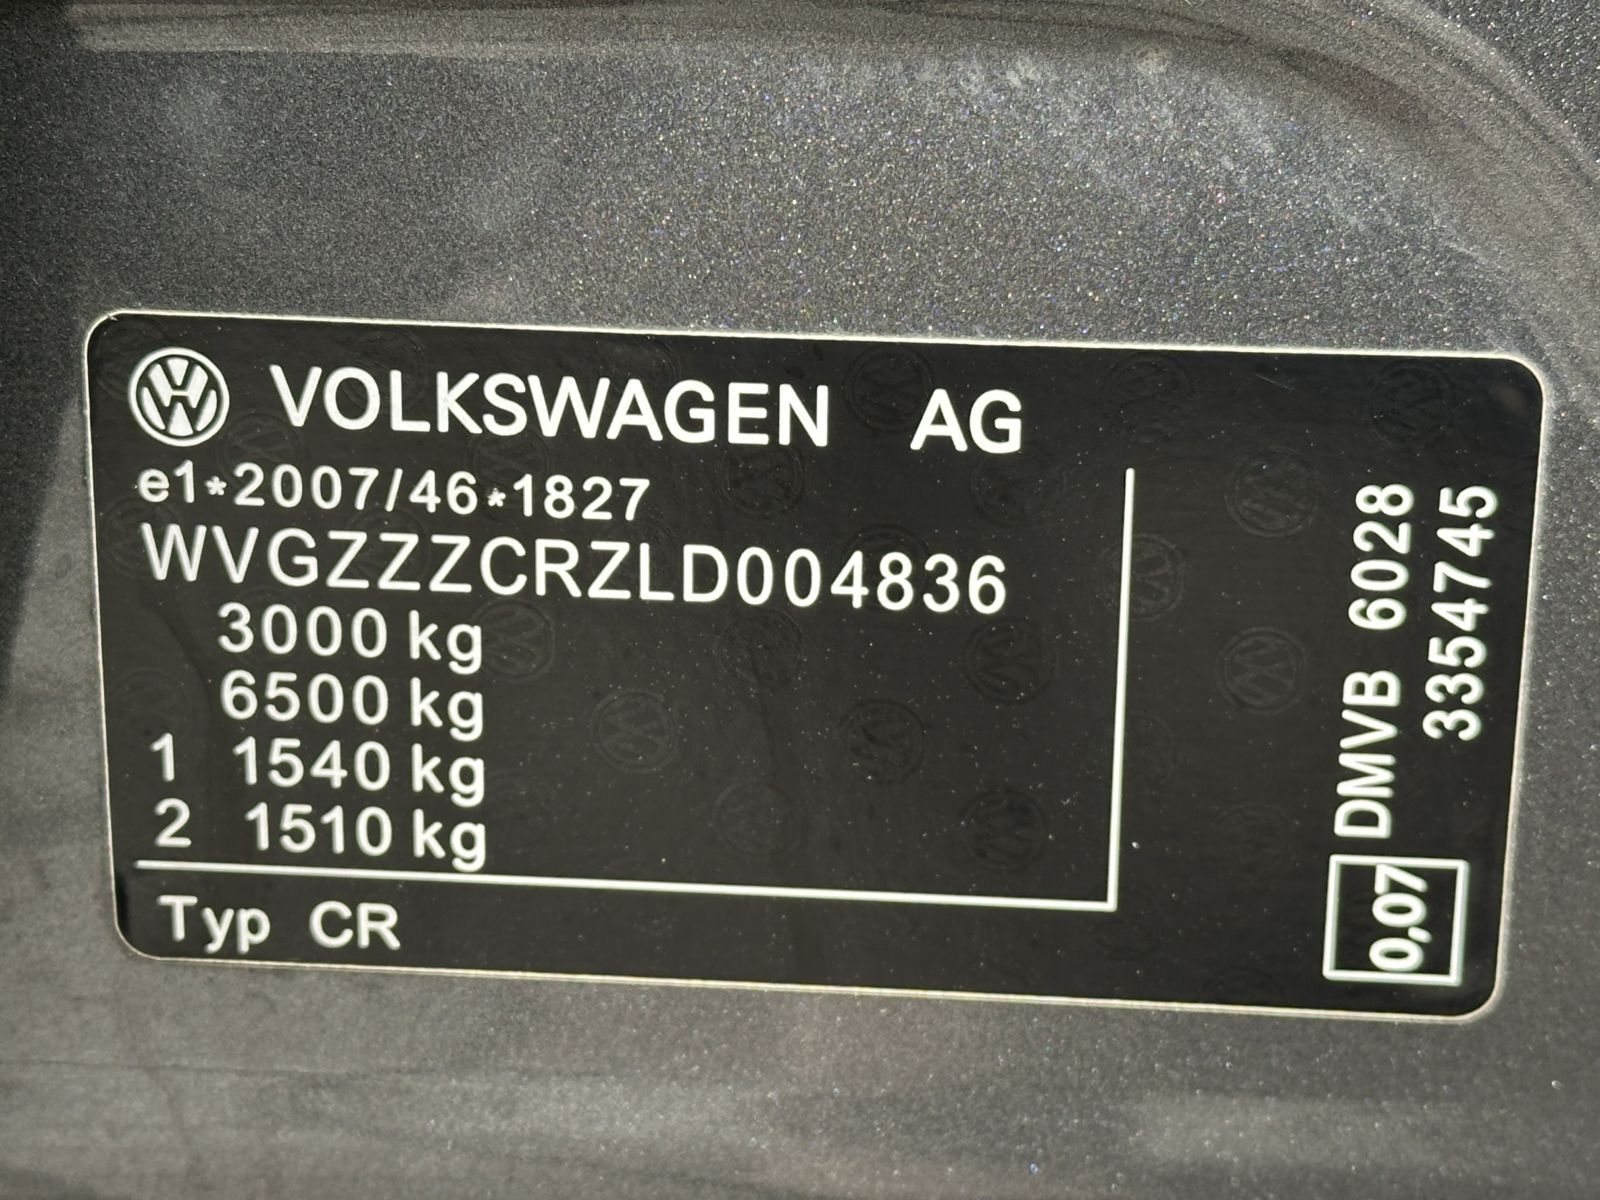 VOLKSWAGEN AG
e1*2007/46*1827
WVGZZZCRZLD004836
3000 kg
6500 kg
1 1540 kg
2 1510 kg
Typ CR
0,07 DMVB 6028
3354745